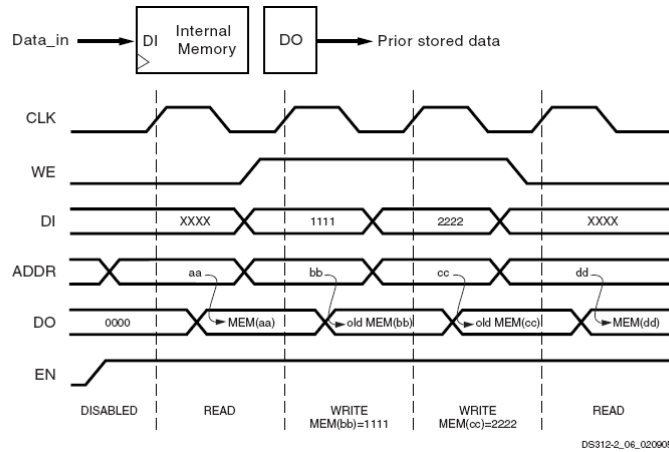 Data_in
DI
Internal
Memory
DO
Prior stored data
CLK
WE
DI XXXX 1111 2222 XXXX
ADDR aa bb cc dd
DO 0000 MEM(aa) old MEM(bb) old MEM(cc) MEM(dd)
EN
DISABLED READ WRITE WRITE READ
MEM(bb)=1111 MEM(cc)=2222